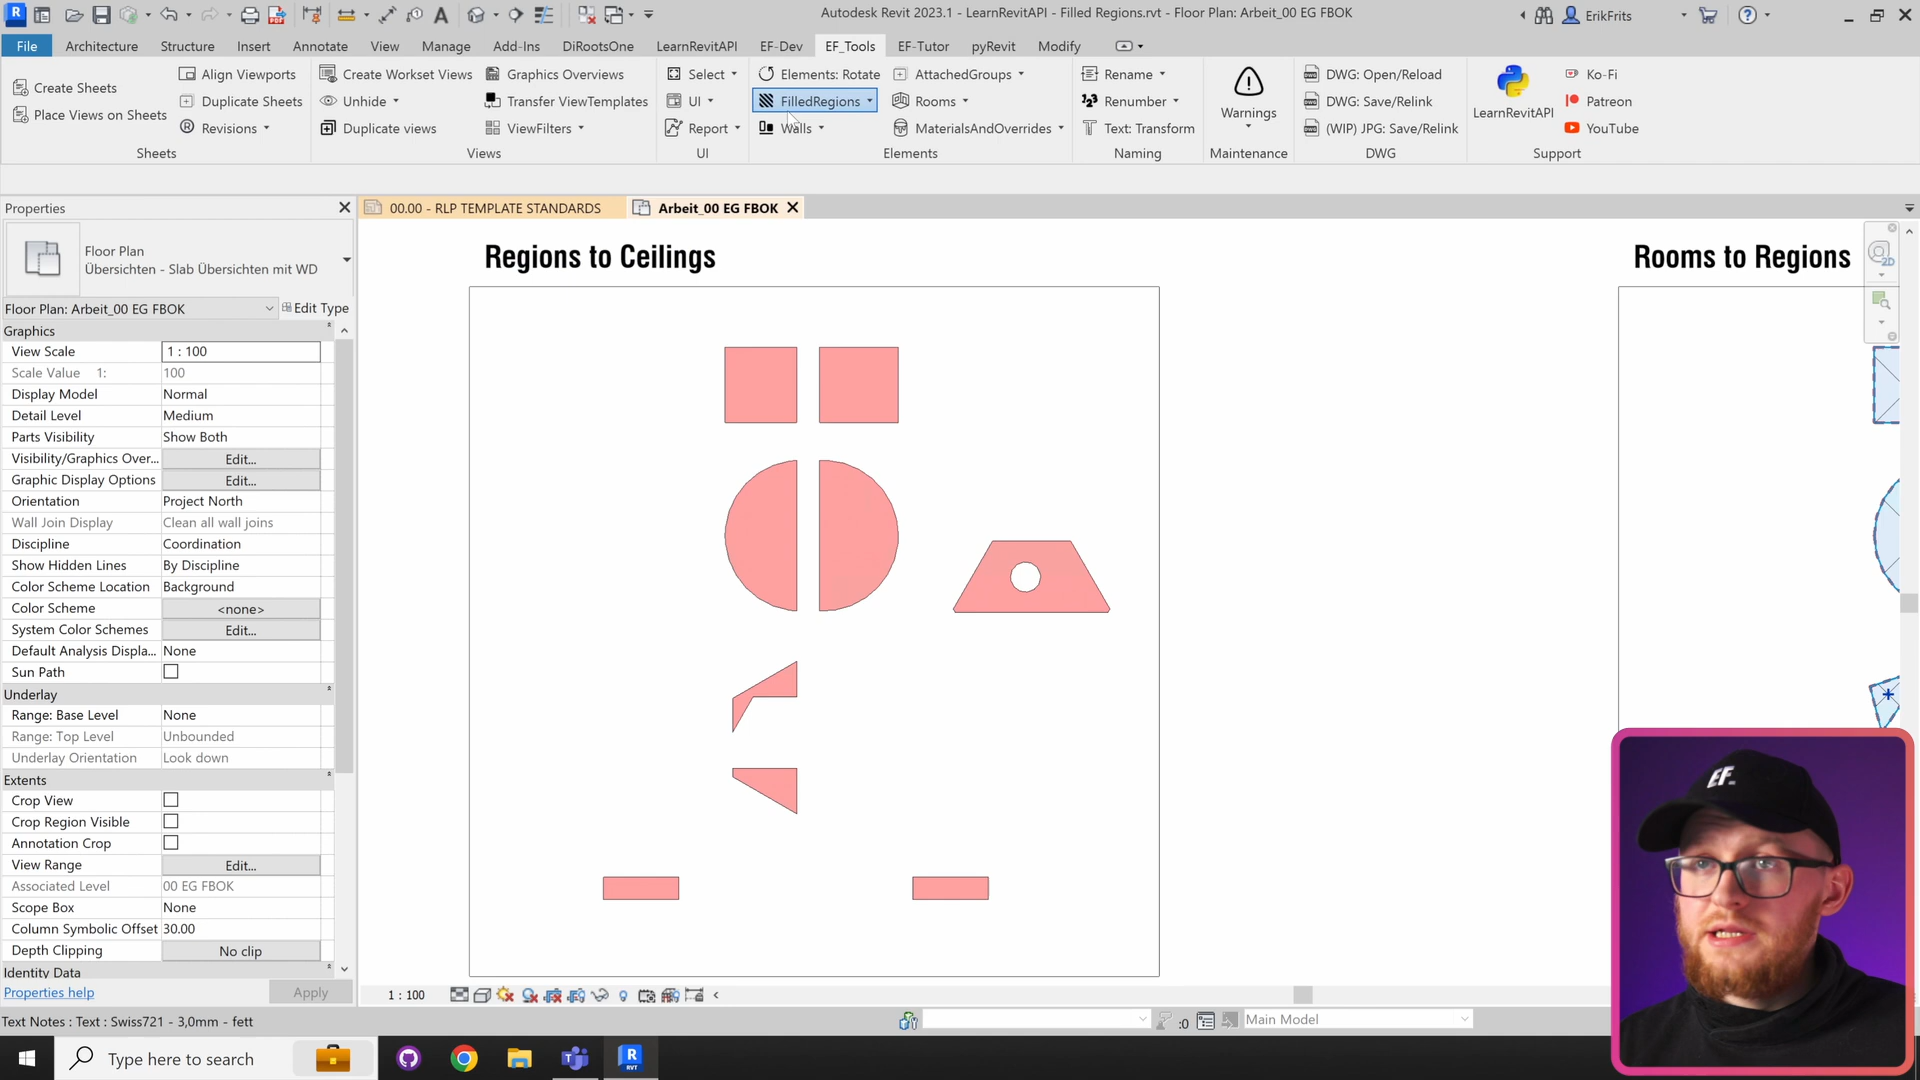 Autodesk Revit 2023.1 - LearnRevitAPI - Filled Regions.rvt - Floor Plan: Arbeit_00 EG FBOK
ErikFrits
File Architecture Structure Insert Annotate View Manage Add-Ins DiRootsOne LearnRevitAPI EF-Dev EF_Tools EF-Tutor pyRevit Modify
Create Sheets
Place Views on Sheets
Align Viewports
Duplicate Sheets
Revisions
Sheets
Create Workset Views
Unhide
Duplicate views
Graphics Overviews
Transfer ViewTemplates
ViewFilters
Views
Select
UI
Report
UI
Elements: Rotate
FilledRegions
Walls
AttachedGroups
Rooms
MaterialsAndOverrides
Elements
Rename
Renumber
Text: Transform
Naming
Warnings
Maintenance
DWG: Open/Reload
DWG: Save/Relink
(WIP) JPG: Save/Relink
DWG
LearnRevitAPI
Ko-Fi
Patreon
YouTube
Support
Properties
00.00 - RLP TEMPLATE STANDARDS
Arbeit_00 EG FBOK
Floor Plan
Übersichten - Slab Übersichten mit WD
Floor Plan: Arbeit_00 EG FBOK
Edit Type
Graphics
View Scale 1 : 100
Scale Value 1: 100
Display Model Normal
Detail Level Medium
Parts Visibility Show Both
Visibility/Graphics Over... Edit...
Graphic Display Options Edit...
Orientation Project North
Wall Join Display Clean all wall joins
Discipline Coordination
Show Hidden Lines By Discipline
Color Scheme Location Background
Color Scheme <none>
System Color Schemes Edit...
Default Analysis Displa... None
Sun Path
Underlay
Range: Base Level None
Range: Top Level Unbounded
Underlay Orientation Look down
Extents
Crop View
Crop Region Visible
Annotation Crop
View Range Edit...
Associated Level 00 EG FBOK
Scope Box None
Column Symbolic Offset 30.00
Depth Clipping No clip
Identity Data
Properties help
Apply
Regions to Ceilings
Rooms to Regions
2D
EF.
1 : 100
Text Notes : Text : Swiss721 - 3,0mm - fett
:0
Main Model
Type here to search
R
RVT